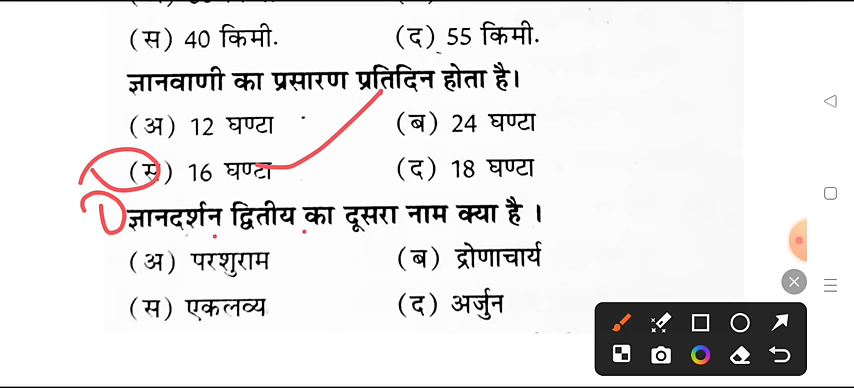 (स) 40 किमी. (द) 55 किमी.
ज्ञानवाणी का प्रसारण प्रतिदिन होता है।
(अ) 12 घण्टा (ब) 24 घण्टा
(स) 16 घण्टा (द) 18 घण्टा
ज्ञानदर्शन द्वितीय का दूसरा नाम क्या है ।
(अ) परशुराम (ब) द्रोणाचार्य
(स) एकलव्य (द) अर्जुन